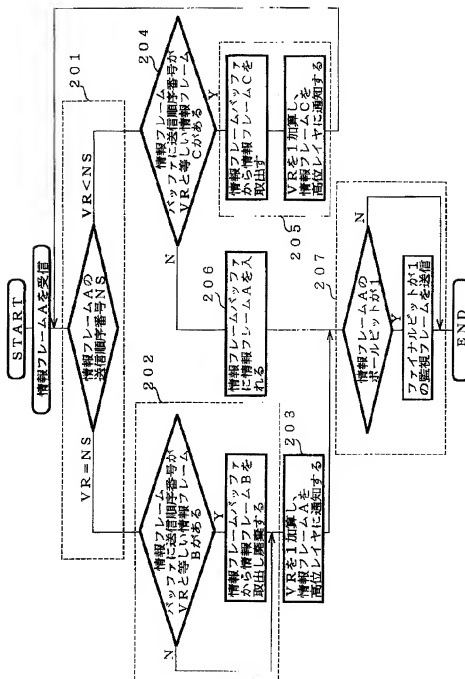 START
情報フレームAを受信
201
情報フレームAの
送信順序番号NS
VR=NS
VR<NS
202
情報フレーム
バッファに送信順序番号が
VRと等しい情報フレーム
Bがある
N
Y
情報フレームバッファ
から情報フレームBを
取出し廃棄する
203
VRを1加算し、
情報フレームAを
高位レイヤに通知する
204
情報フレーム
バッファに送信順序番号が
VRと等しい情報フレーム
Cがある
N
Y
205
情報フレームバッファ
から情報フレームCを
取出す
VRを1加算し、
情報フレームCを
高位レイヤに通知する
206
情報フレームバッファ
に情報フレームAを入
れる
207
情報フレームAの
ポールビットが1
N
Y
ファイナルビットが1
の監視フレームを送信
END